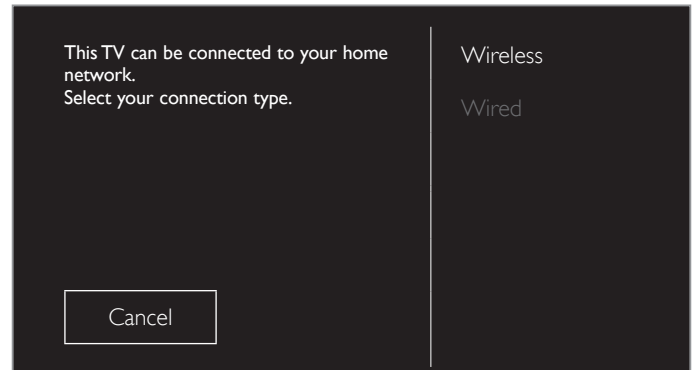 This TV can be connected to your home
network.
Select your connection type.
Wireless
Wired
Cancel